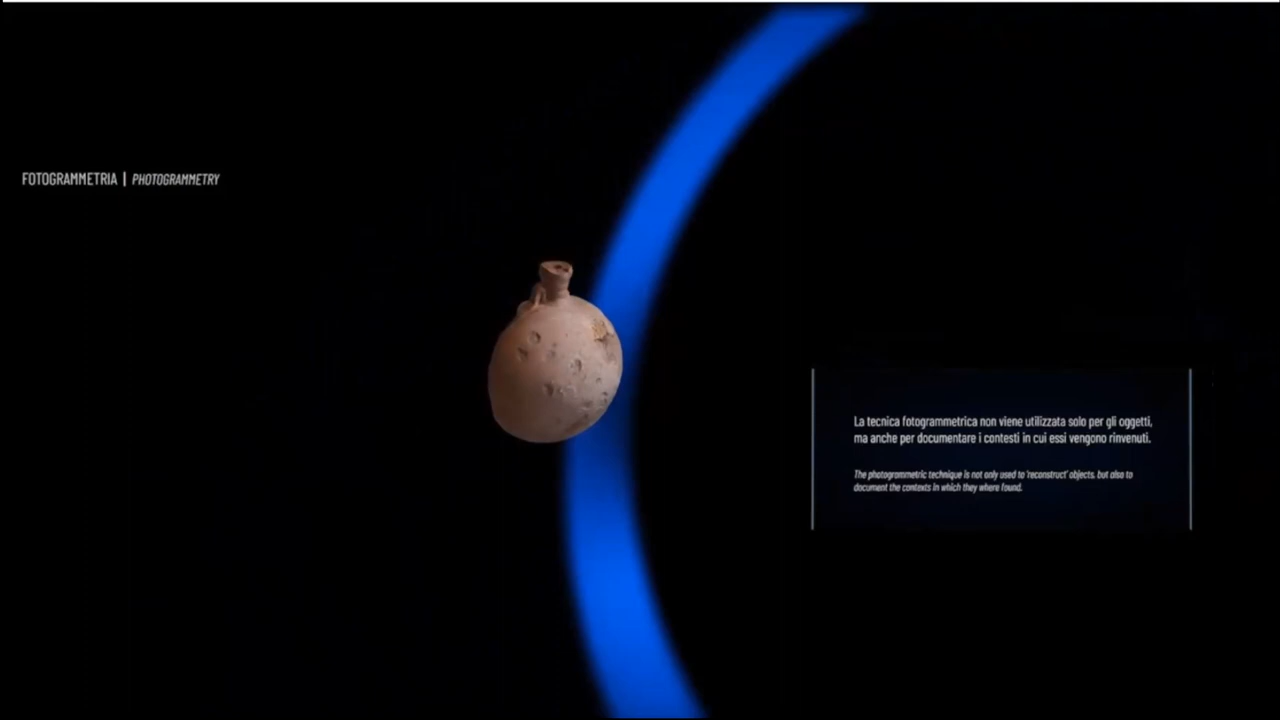 FOTOGRAMMETRIA | PHOTOGRAMMETRY
La tecnica fotogrammetrica non viene utilizzata solo per gli oggetti,
ma anche per documentare i contesti in cui essi vengono rinvenuti.
The photogrammetric technique is not only used to 'reconstruct' objects, but also to
document the contexts in which they where found.